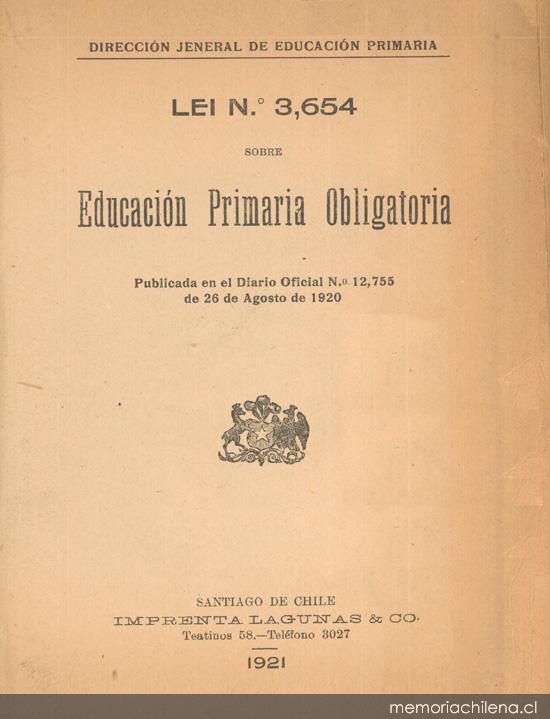 DIRECCIÓN JENERAL DE EDUCACIÓN PRIMARIA
LEI N.° 3,654
SOBRE
Educación Primaria Obligatoria
Publicada en el Diario Oficial N.o 12,755
de 26 de Agosto de 1920
SANTIAGO DE CHILE
IMPRENTA LAGUNAS & CO.
Teatinos 58.—Teléfono 3027
1921
memoriachilena.cl